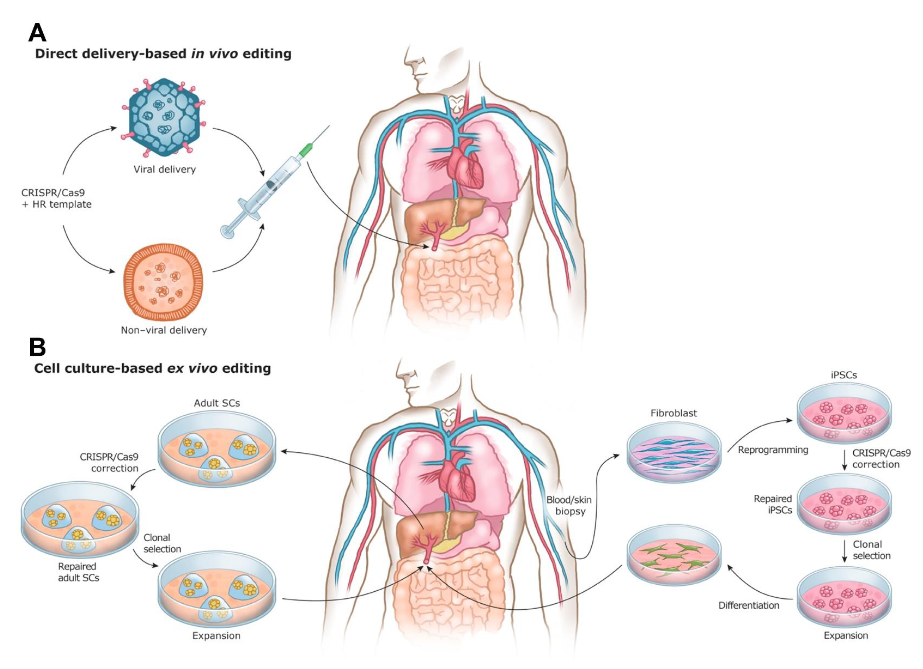 A
Direct delivery-based in vivo editing
Viral delivery
CRISPR/Cas9
+ HR template
Non-viral delivery
B
Cell culture-based ex vivo editing
Adult SCs
CRISPR/Cas9
correction
Repaired
adult SCs
Clonal
selection
Expansion
Blood/skin
biopsy
Fibroblast
Reprogramming
iPSCs
CRISPR/Cas9
correction
Repaired
iPSCs
Clonal
selection
Expansion
Differentiation